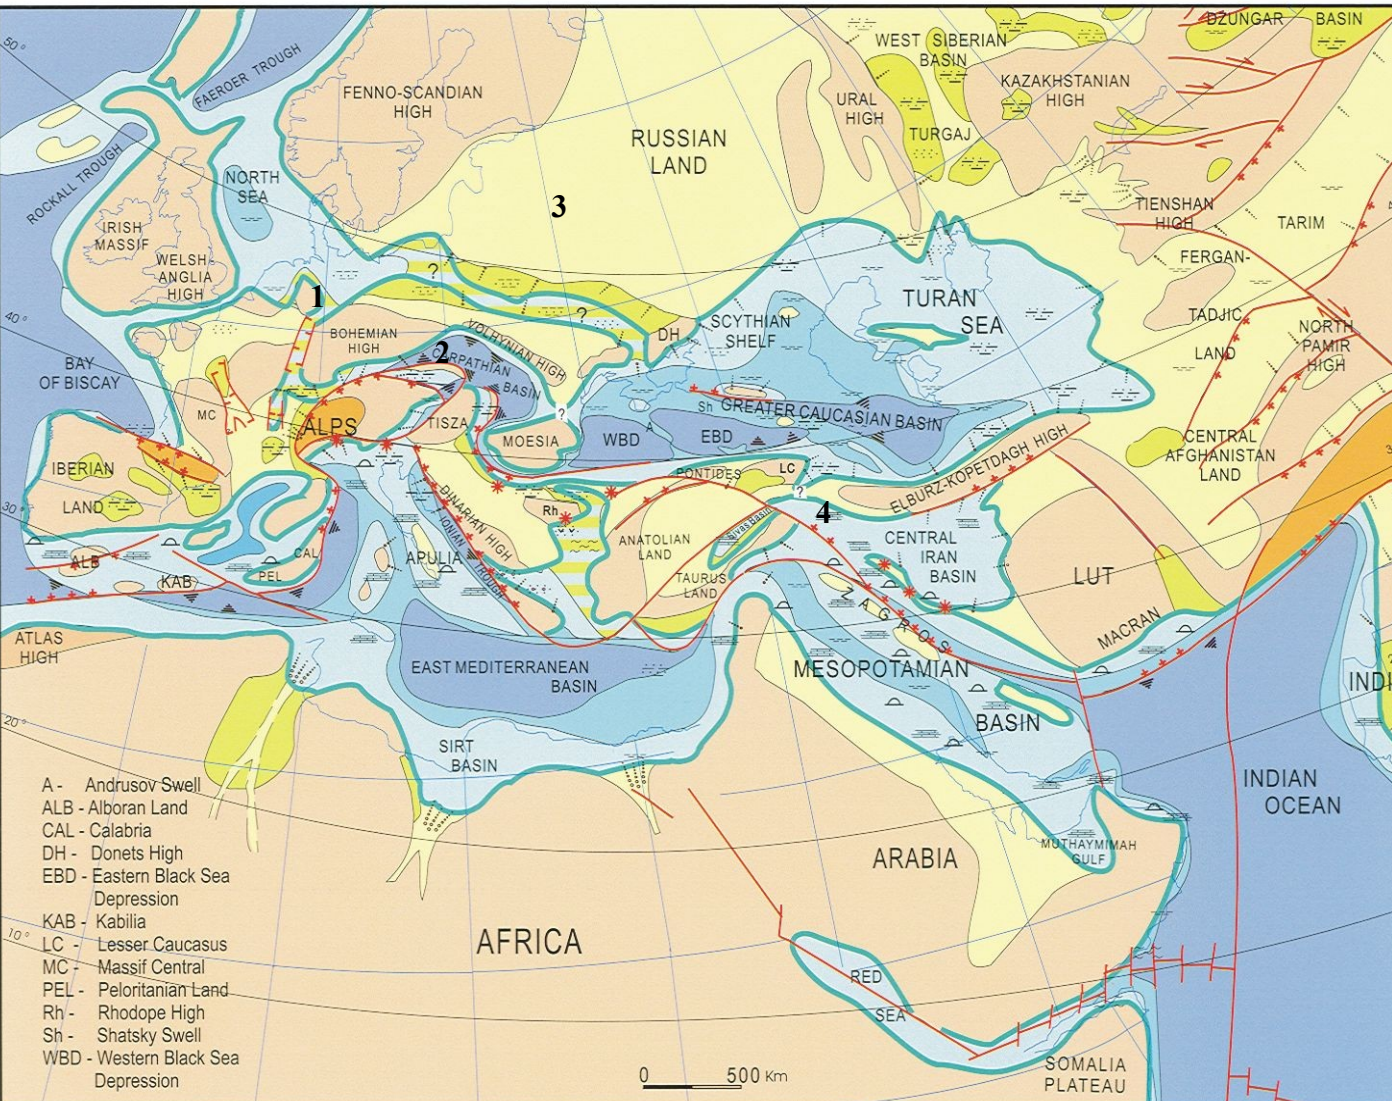 DZUNGAR BASIN
50°
WEST SIBERIAN
BASIN
FAEROER TROUGH
FENNO-SCANDIAN
HIGH
KAZAKHSTANIAN
HIGH
URAL
HIGH
RUSSIAN
LAND
TURGAJ
ROCKALL TROUGH
NORTH
SEA
3
TIENSHAN
HIGH
TARIM
IRISH
MASSIF
WELSH-
ANGLIA
HIGH
FERGAN-
?
1
TURAN
SEA
40°
?
TADJIC
LAND
SCYTHIAN
SHELF
DH
BOHEMIAN
HIGH
VOLHYNIAN HIGH
NORTH
PAMIR
HIGH
2
CARPATHIAN
BASIN
BAY
OF BISCAY
MC
?
Sh GREATER CAUCASIAN BASIN
ALPS
TISZA
MOESIA
WBD
A
EBD
CENTRAL
AFGHANISTAN
LAND
IBERIAN
LAND
PONTIDES
LC
?
ELBURZ-KOPETDAGH HIGH
30°
4
DINARIAN HIGH
IONIAN TROUGH
Rh
Sivas basin
ANATOLIAN
LAND
CENTRAL
IRAN
BASIN
ALB
CAL
APULIA
KAB
PEL
TAURUS
LAND
LUT
ZAGROS
MACRAN
ATLAS
HIGH
EAST MEDITERRANEAN
BASIN
MESOPOTAMIAN
BASIN
INDI
20°
SIRT
BASIN
INDIAN
OCEAN
A - Andrusov Swell
ALB - Alboran Land
CAL - Calabria
DH - Donets High
EBD - Eastern Black Sea
Depression
KAB - Kabilia
LC - Lesser Caucasus
MC - Massif Central
PEL - Peloritanian Land
Rh - Rhodope High
Sh - Shatsky Swell
WBD - Western Black Sea
Depression
MUTHAYMIMAH
GULF
ARABIA
AFRICA
10°
RED
SEA
0 500 Km
SOMALIA
PLATEAU